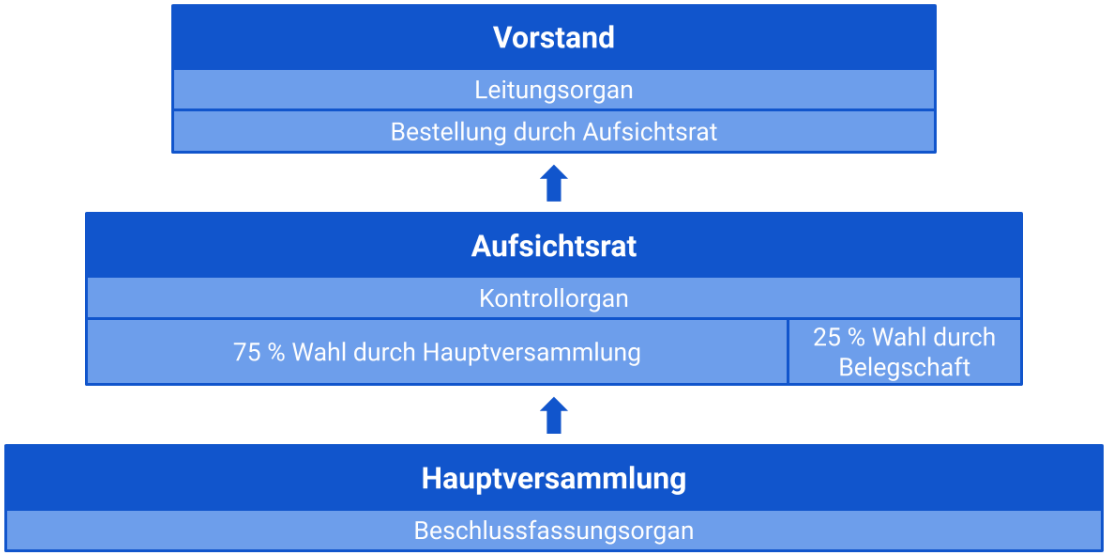 Vorstand
Leitungsorgan
Bestellung durch Aufsichtsrat
Aufsichtsrat
Kontrollorgan
75 % Wahl durch Hauptversammlung
25 % Wahl durch
Belegschaft
Hauptversammlung
Beschlussfassungsorgan